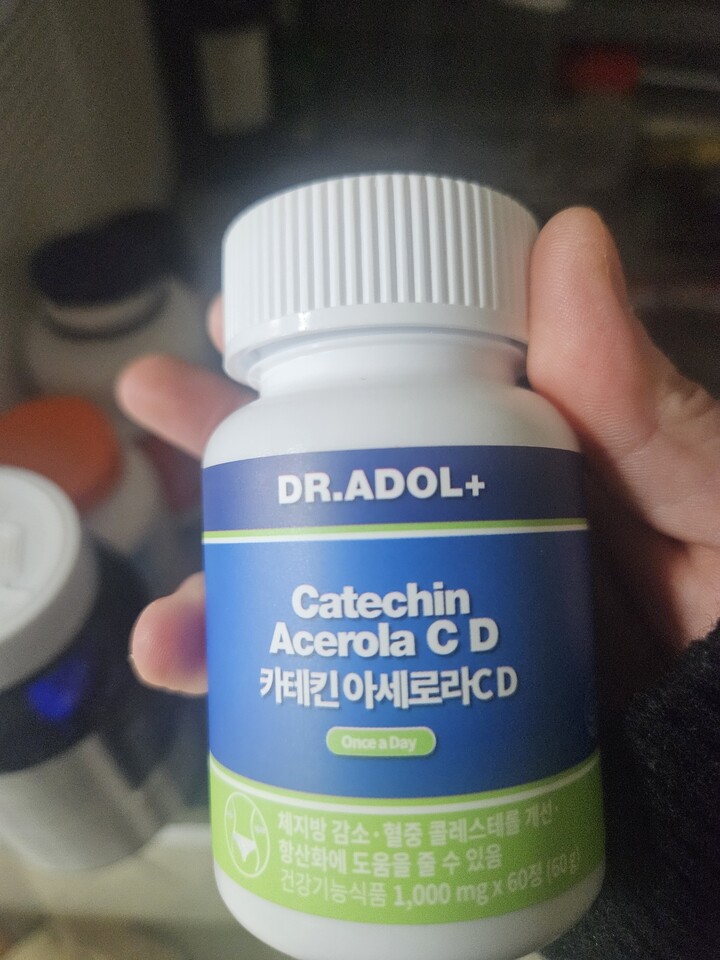 DR.ADOL+
Catechin
Acerola C D
카테킨 아세로라C D
Once a Day
체지방 감소·혈중 콜레스테롤 개선·
항산화에 도움을 줄 수 있음
건강기능식품 1,000 mg x 60정 (60 g)